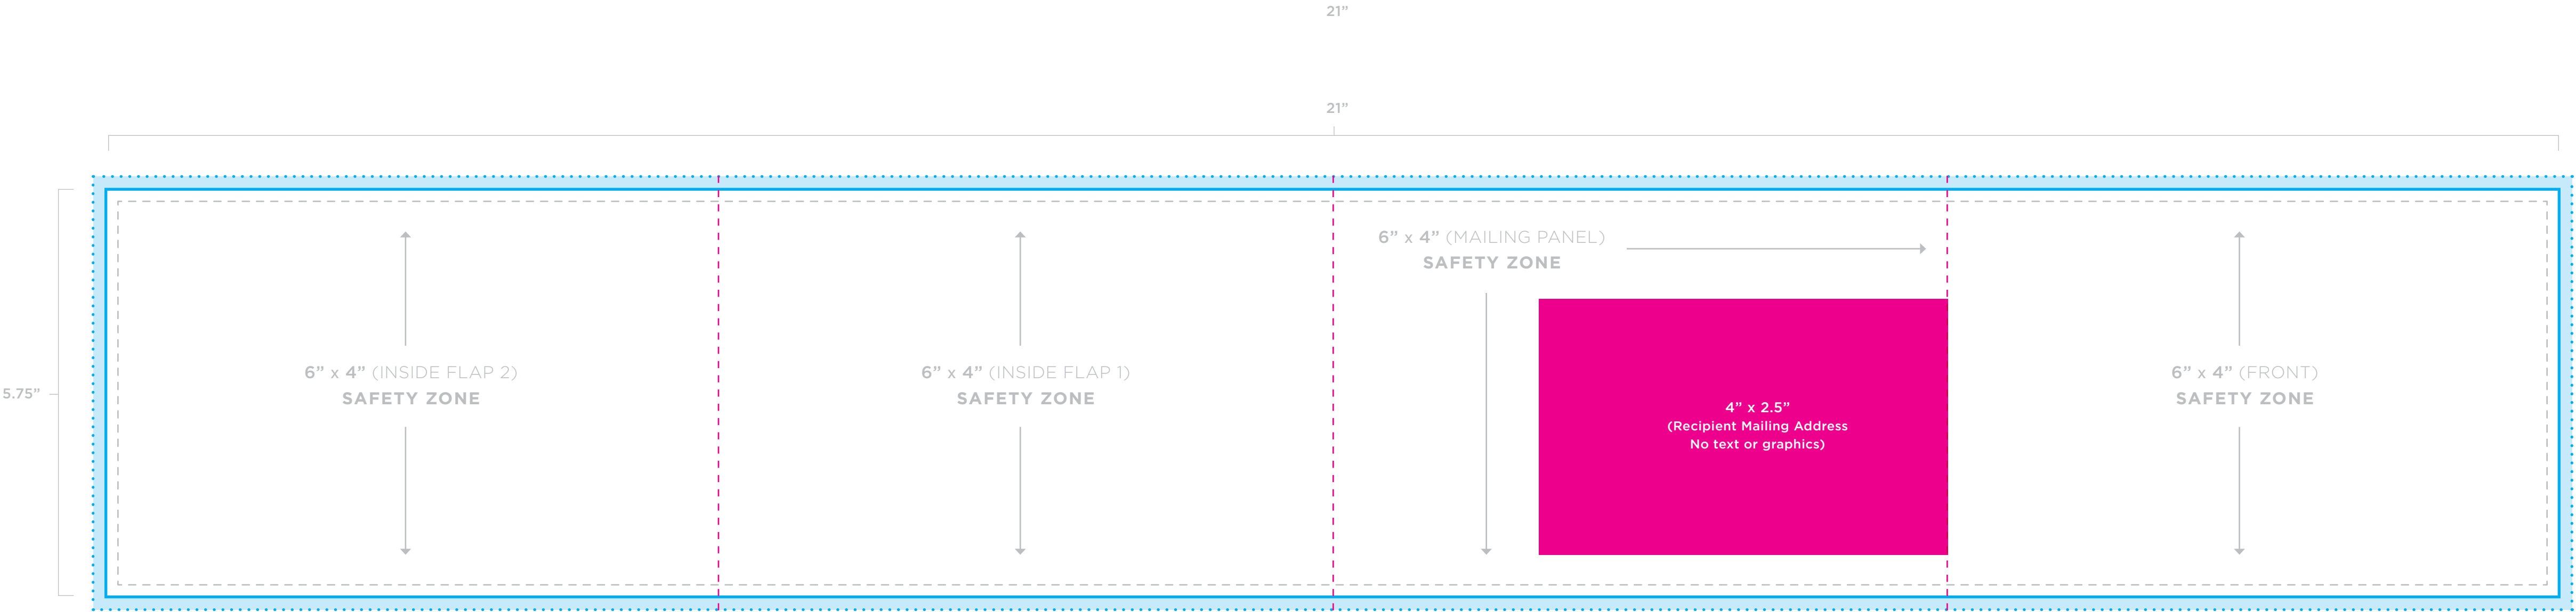 21”
21”
5.75”
6” x 4” (INSIDE FLAP 2)
SAFETY ZONE
6” x 4” (INSIDE FLAP 1)
SAFETY ZONE
6” x 4” (MAILING PANEL)
SAFETY ZONE
4” x 2.5”
(Recipient Mailing Address
No text or graphics)
6” x 4” (FRONT)
SAFETY ZONE